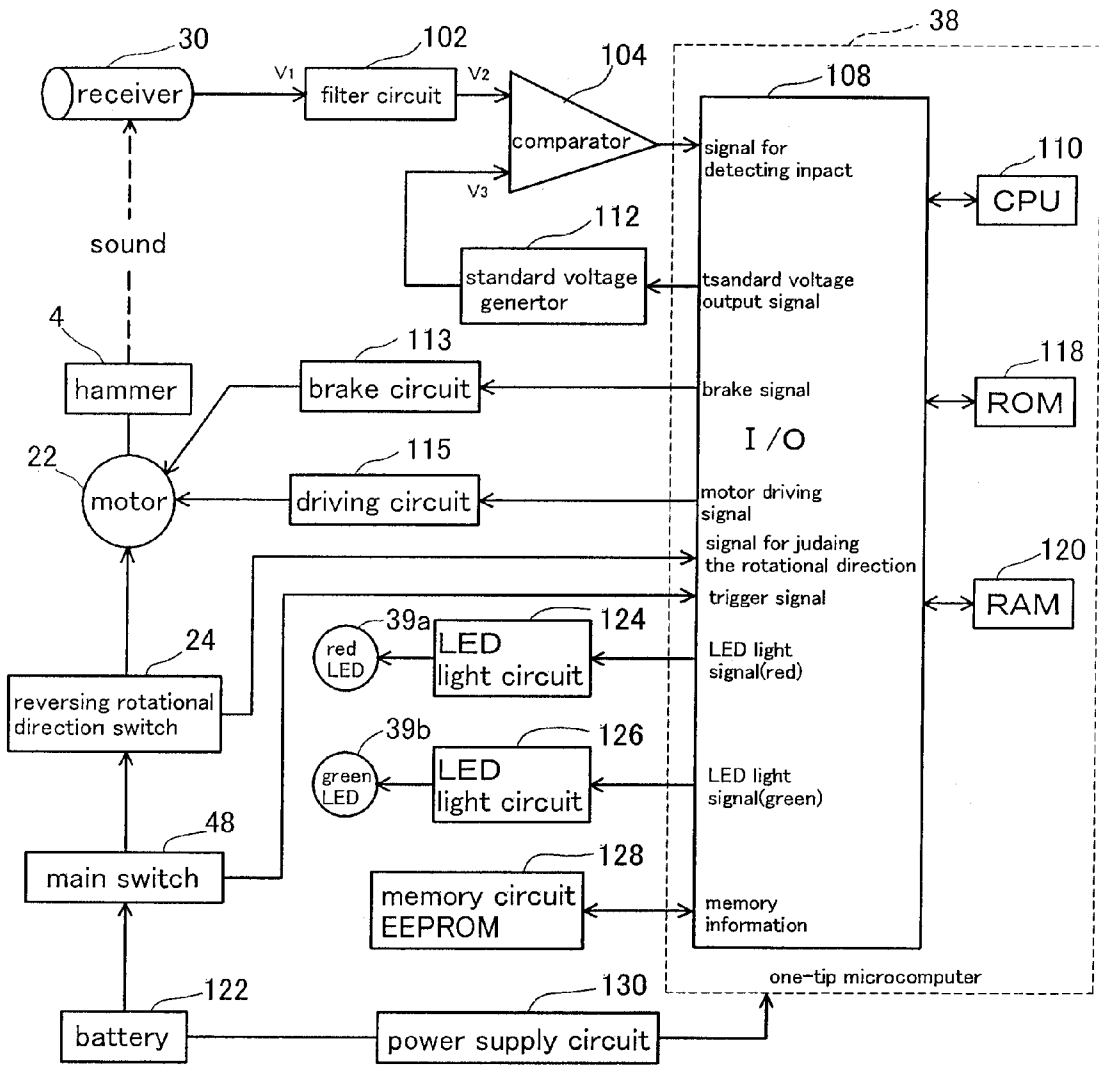 30
102
38
receiver
V1
filter circuit
V2
104
comparator
V3
108
signal for
detecting inpact
110
CPU
sound
112
standard voltage
genertor
tsandard voltage
output signal
4
hammer
113
brake circuit
brake signal
118
ROM
I/O
22
motor
115
driving circuit
motor driving
signal
signal for judaing
the rotational direction
120
RAM
trigger signal
24
reversing rotational
direction switch
39a
red
LED
124
LED
light circuit
LED light
signal(red)
39b
green
LED
126
LED
light circuit
LED light
signal(green)
48
main switch
128
memory circuit
EEPROM
memory
information
one-tip microcomputer
122
battery
130
power supply circuit